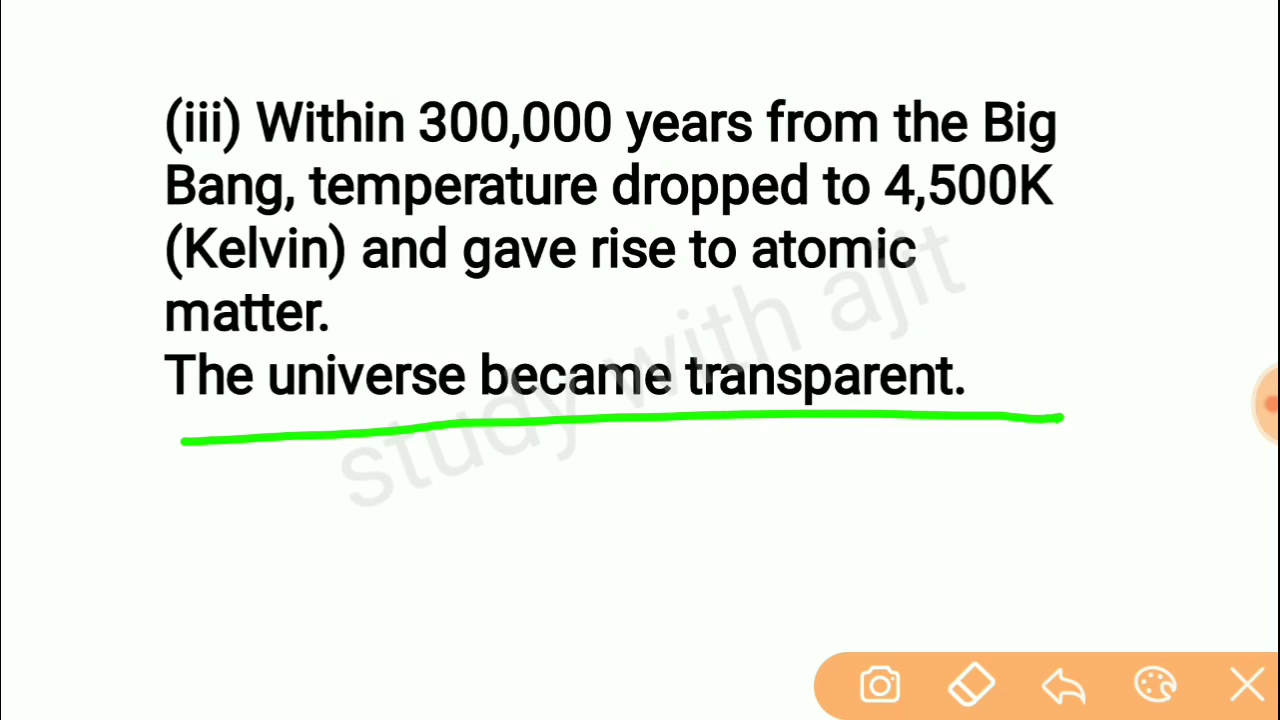 (iii) Within 300,000 years from the Big
Bang, temperature dropped to 4,500K
(Kelvin) and gave rise to atomic
matter.
The universe became transparent.
study with ajit